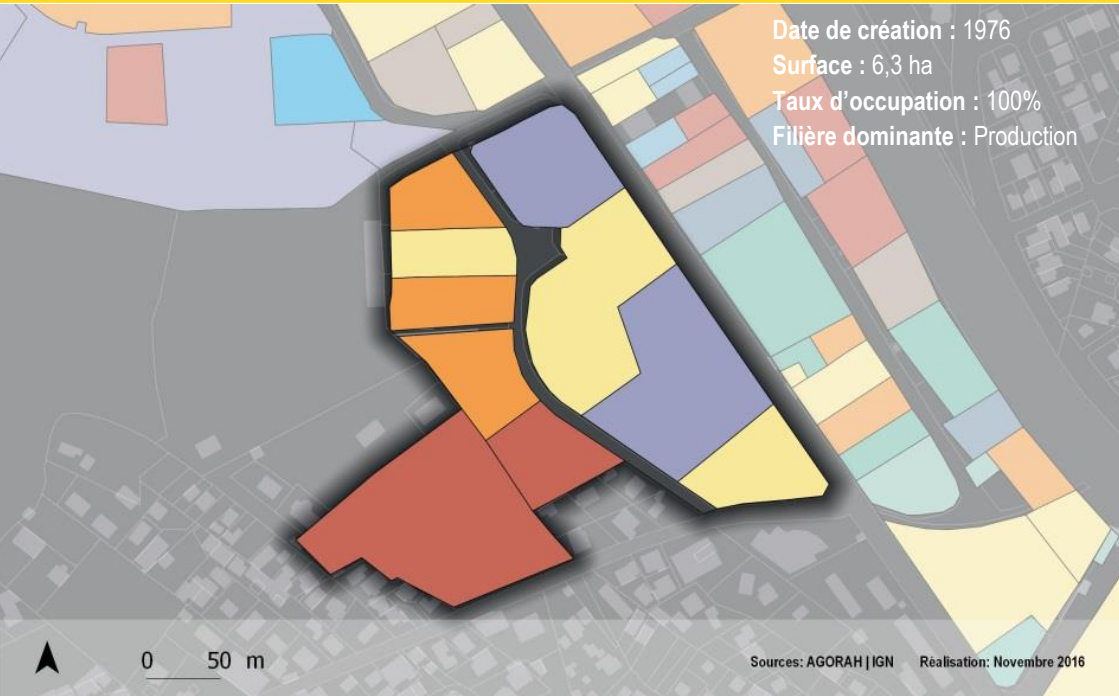 Date de création : 1976
Surface : 6,3 ha
Taux d’occupation : 100%
Filière dominante : Production
0 50 m
Sources: AGORAH | IGN Réalisation: Novembre 2016